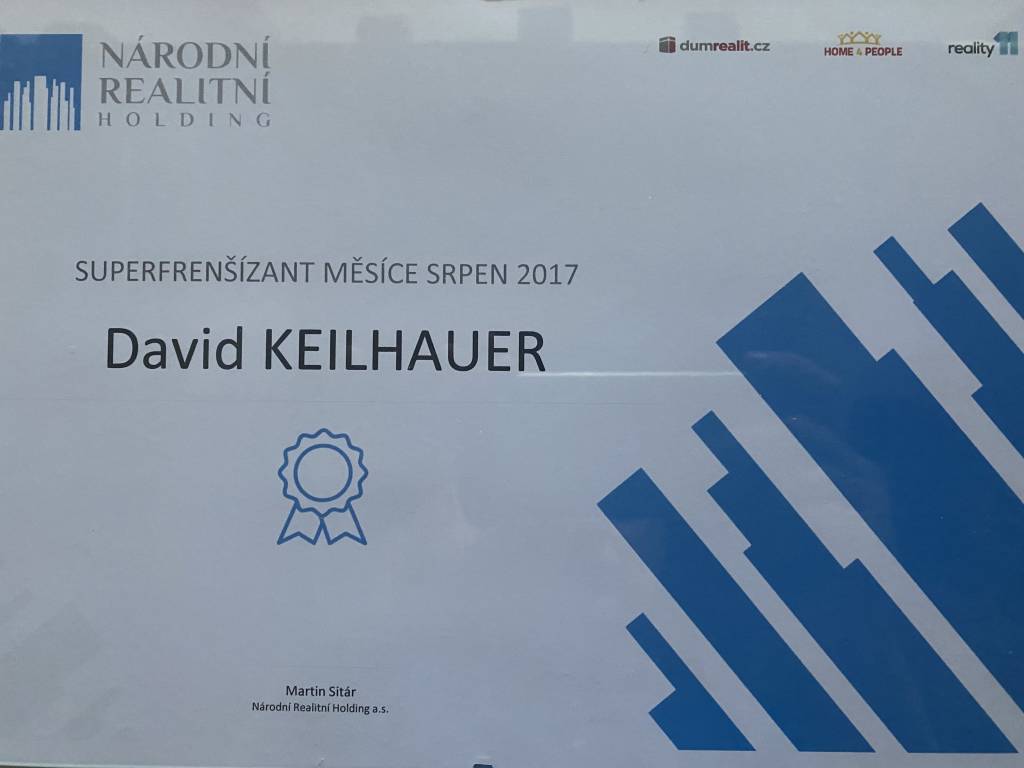 NÁRODNÍ
REALITNÍ
HOLDING
dumrealit.cz
HOME 4 PEOPLE
reality 11
SUPERFRENŠÍZANT MĚSÍCE SRPEN 2017
David KEILHAUER
Martin Sitár
Národní Realitní Holding a.s.